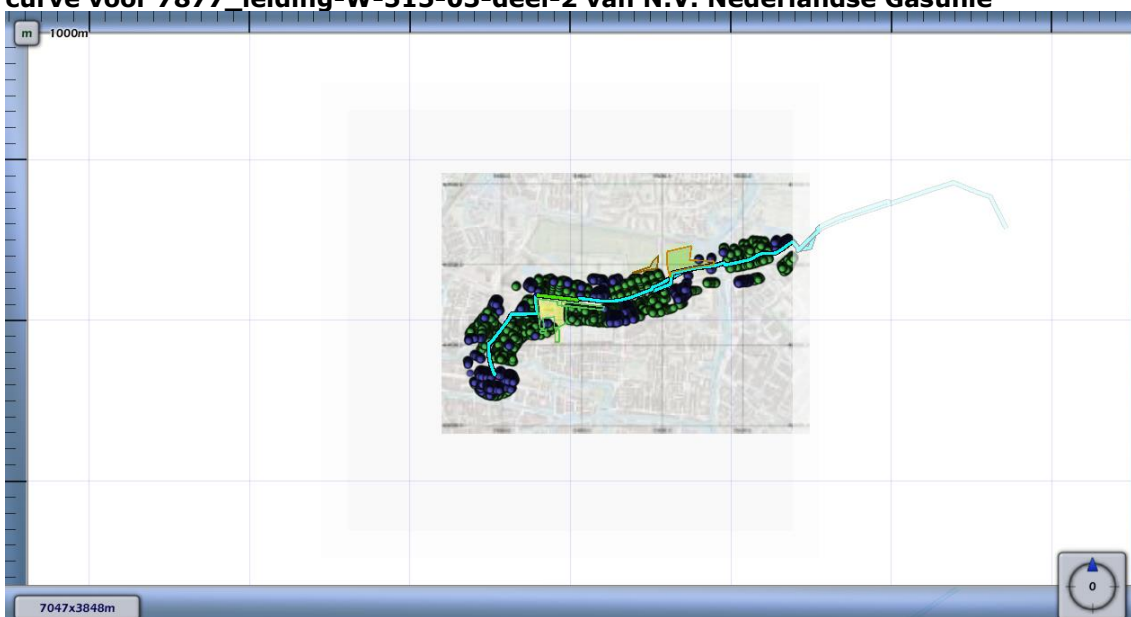 curve voor 7877_leiding-W-515-05-deel-2 van N.V. Nederlandse Gasunie
m
1000m
7047x3848m
0